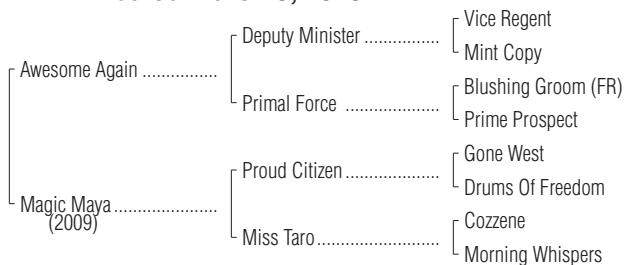 Vice Regent
Deputy Minister ..................
Mint Copy
Awesome Again ................
Blushing Groom (FR)
Primal Force ......................
Prime Prospect
Gone West
Proud Citizen ......................
Drums Of Freedom
Magic Maya ......................
(2009)
Cozzene
Miss Taro ............................
Morning Whispers